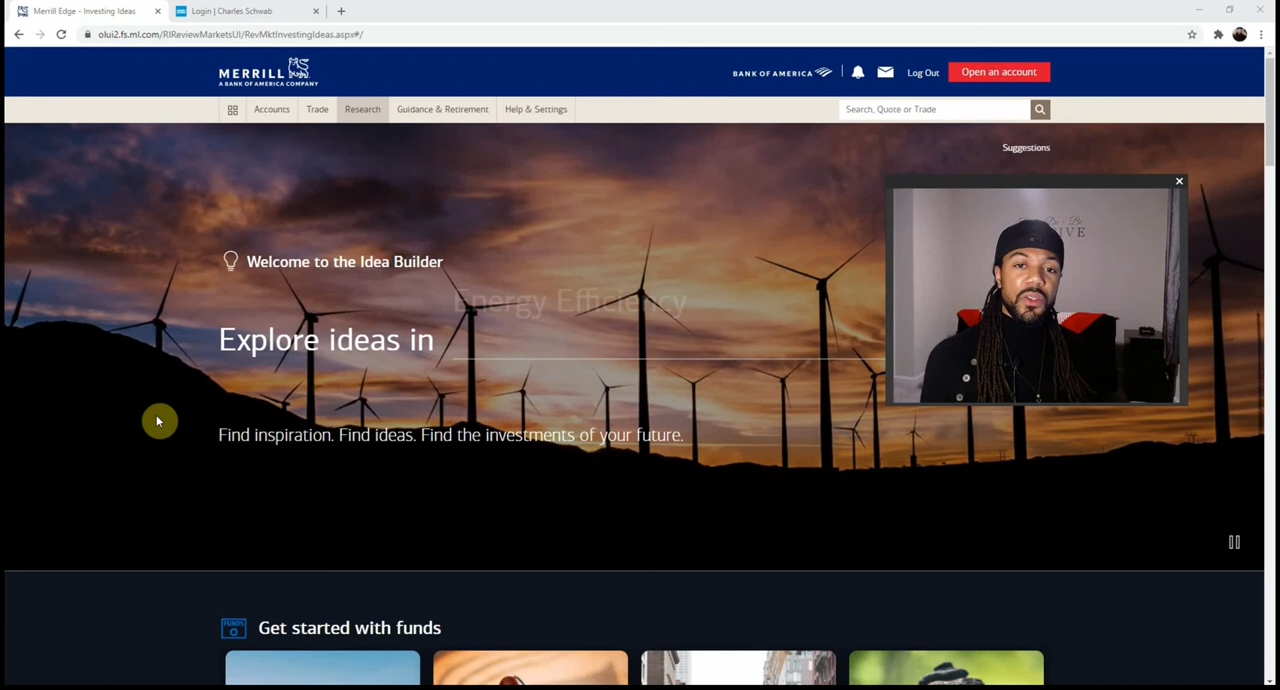 Merrill Edge - Investing Ideas
Login | Charles Schwab
olui2.fs.ml.com/RIReviewMarketsUI/RevMktInvestingIdeas.aspx#/
MERRILL
A BANK OF AMERICA COMPANY
BANK OF AMERICA
Log Out
Open an account
Accounts
Trade
Research
Guidance & Retirement
Help & Settings
Search, Quote or Trade
Suggestions
Welcome to the Idea Builder
Energy Efficiency
Explore ideas in
Find inspiration. Find ideas. Find the investments of your future.
FUNDS
Get started with funds